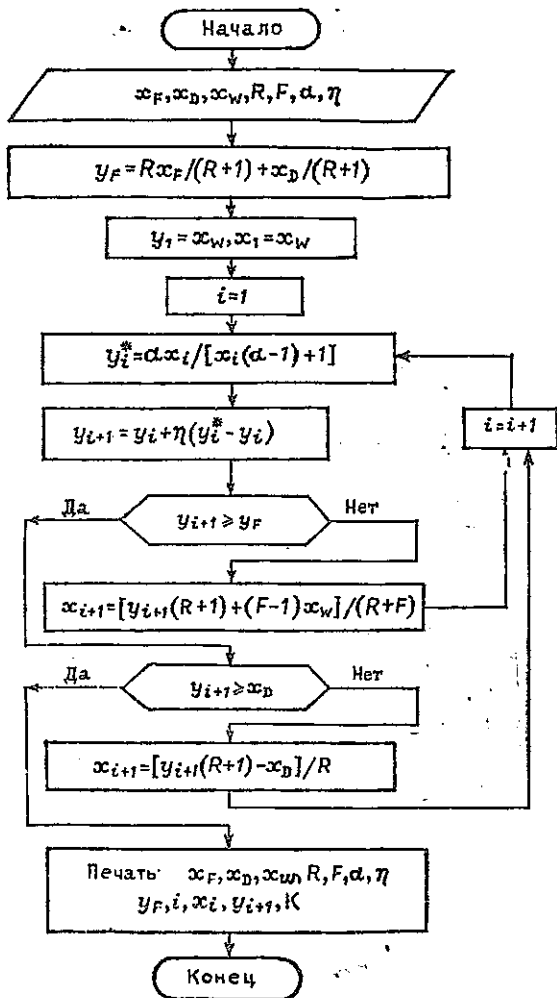 Начало
x_F, x_D, x_W, R, F, α, η
y_F = Rx_F/(R+1) + x_D/(R+1)
y_1 = x_W, x_1 = x_W
i=1
y_i^* = αx_i/[x_i(α-1)+1]
i=i+1
y_{i+1} = y_i + η(y_i^* - y_i)
Да
y_{i+1} ⩾ y_F
Нет
x_{i+1} = [y_{i+1}(R+1) + (F-1)x_W]/(R+F)
Да
y_{i+1} ⩾ x_D
Нет
x_{i+1} = [y_{i+1}(R+1) - x_D]/R
Печать x_F, x_D, x_W, R, F, α, η
y_F, i, x_i, y_{i+1}, К
Конец